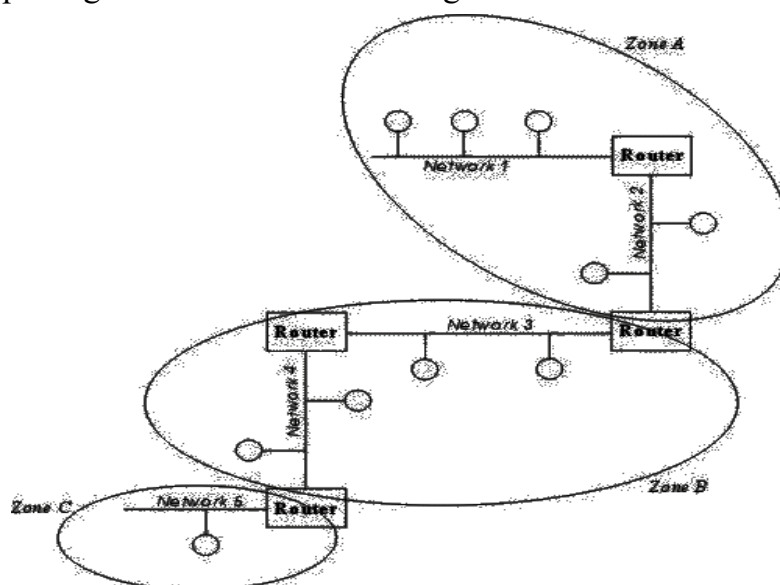 Zone A
Router
Network 1
Network 2
Router
Network 3
Router
Network 4
Zone B
Zone C
Network 5
Router